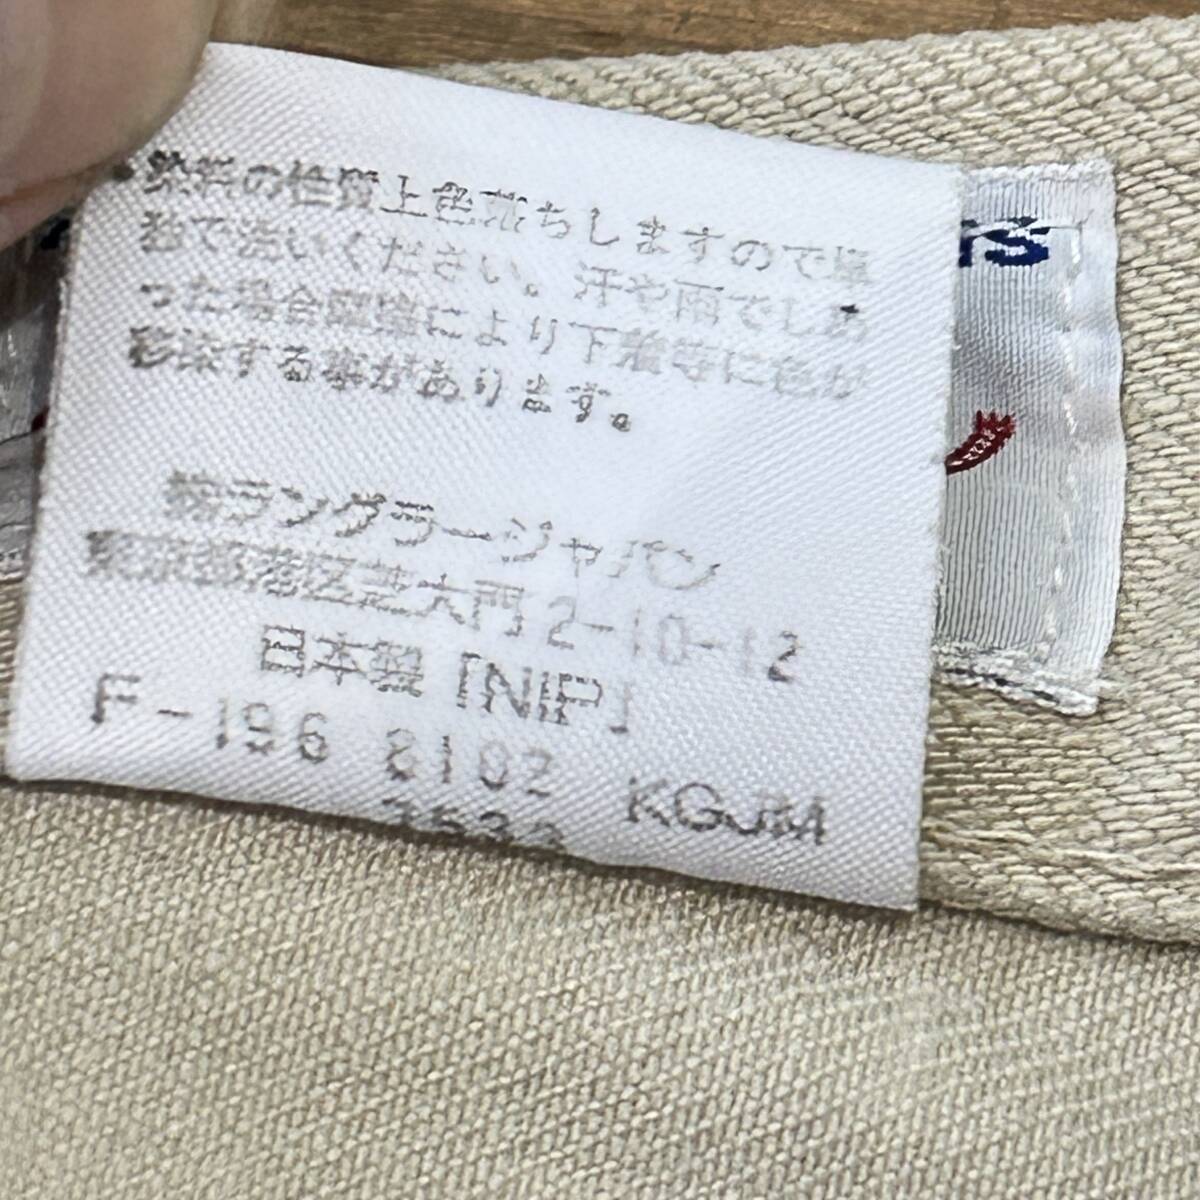 ・染料の性質上色落ちしますので単
独で洗いください。汗や雨でしめ
った場合摩擦により下着等に色が
移染する事があります。
㈱ラングラージャパン
東京都港区芝大門2-10-12
日本製「NIP」
F-196 8102 KGJM
7532